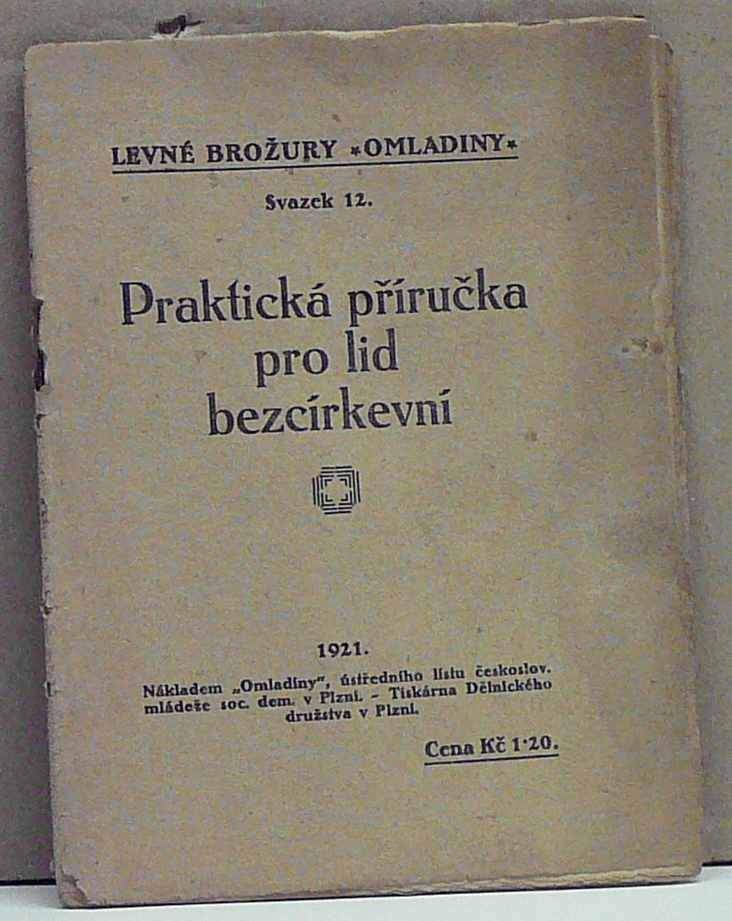 LEVNÉ BROŽURY *OMLADINY*
Svazek 12.
Praktická příručka
pro lid
bezcírkevní
1921.
Nákladem „Omladiny", ústředního listu českoslov.
mládeže soc. dem. v Plzni. - Tiskárna Dělnického
družstva v Plzni.
Cena Kč 1·20.